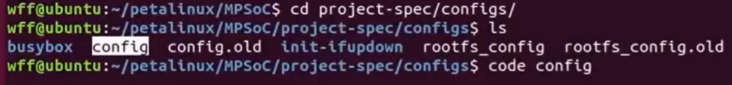 wff@ubuntu:~/petalinux/MPSoC$ cd project-spec/configs/
wff@ubuntu:~/petalinux/MPSoC/project-spec/configs$ ls
busybox config config.old init-ifupdown rootfs_config rootfs_config.old
wff@ubuntu:~/petalinux/MPSoC/project-spec/configs$ code config